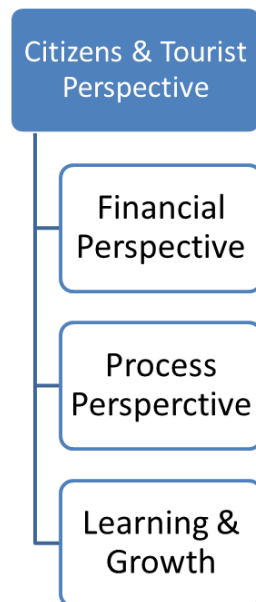 Citizens & Tourist
Perspective
Financial
Perspective
Process
Persperctive
Learning &
Growth